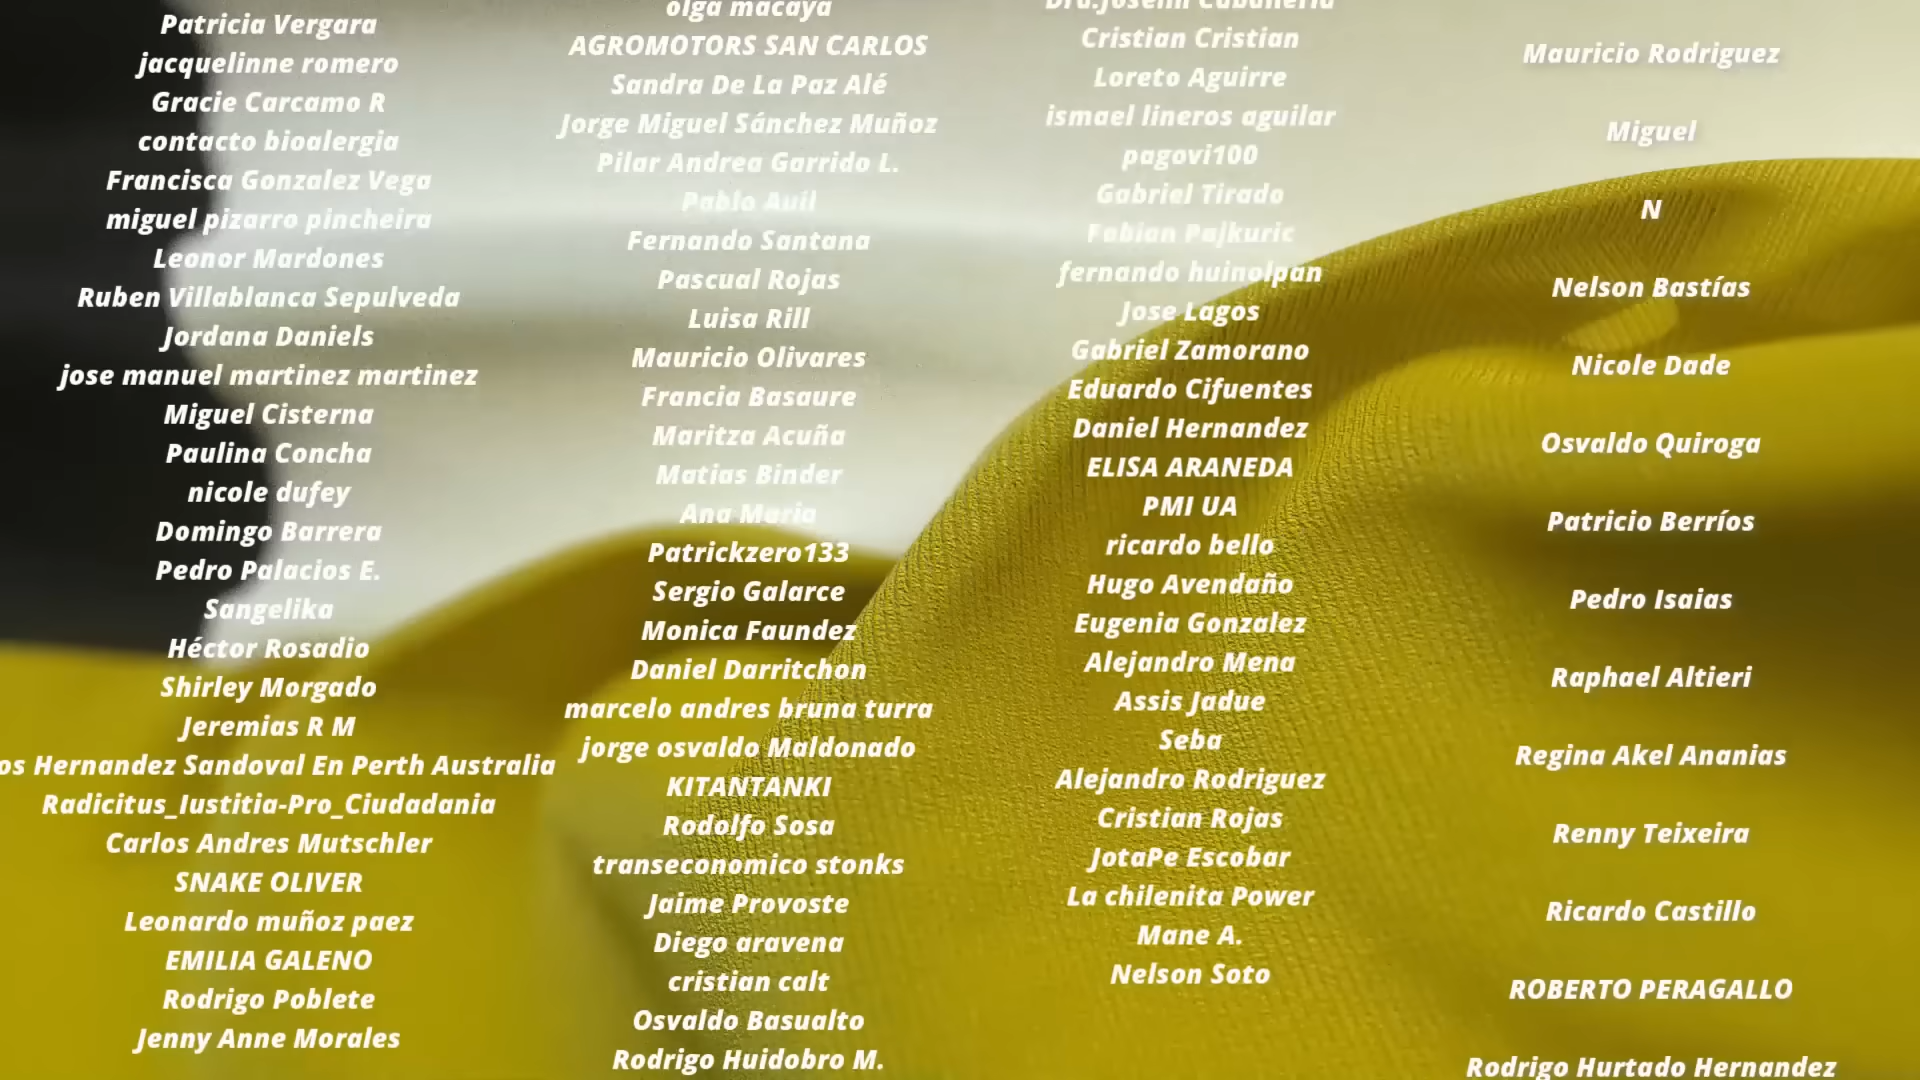 Patricia Vergara
jacquelinne romero
Gracie Carcamo R
contacto bioalergia
Francisca Gonzalez Vega
miguel pizarro pincheira
Leonor Mardones
Ruben Villablanca Sepulveda
Jordana Daniels
jose manuel martinez martinez
Miguel Cisterna
Paulina Concha
nicole dufey
Domingo Barrera
Pedro Palacios E.
Sangelika
Héctor Rosadio
Shirley Morgado
Jeremias R M
os Hernandez Sandoval En Perth Australia
Radicitus_Iustitia-Pro_Ciudadania
Carlos Andres Mutschler
SNAKE OLIVER
Leonardo muñoz paez
EMILIA GALENO
Rodrigo Poblete
Jenny Anne Morales
olga macaya
AGROMOTORS SAN CARLOS
Sandra De La Paz Alé
Jorge Miguel Sánchez Muñoz
Pilar Andrea Garrido L.
Pablo Auil
Fernando Santana
Pascual Rojas
Luisa Rill
Mauricio Olivares
Francia Basaure
Maritza Acuña
Matias Binder
Ana Maria
Patrickzero133
Sergio Galarce
Monica Faundez
Daniel Darritchon
marcelo andres bruna turra
jorge osvaldo Maldonado
KITANTANKI
Rodolfo Sosa
transeconomico stonks
Jaime Provoste
Diego aravena
cristian calt
Osvaldo Basualto
Rodrigo Huidobro M.
Cristian Cristian
Loreto Aguirre
ismael lineros aguilar
pagovi100
Gabriel Tirado
Fabian Pajkuric
fernando huinolpan
Jose Lagos
Gabriel Zamorano
Eduardo Cifuentes
Daniel Hernandez
ELISA ARANEDA
PMI UA
ricardo bello
Hugo Avendaño
Eugenia Gonzalez
Alejandro Mena
Assis Jadue
Seba
Alejandro Rodriguez
Cristian Rojas
JotaPe Escobar
La chilenita Power
Mane A.
Nelson Soto
Mauricio Rodriguez
Miguel
N
Nelson Bastías
Nicole Dade
Osvaldo Quiroga
Patricio Berríos
Pedro Isaias
Raphael Altieri
Regina Akel Ananias
Renny Teixeira
Ricardo Castillo
ROBERTO PERAGALLO
Rodrigo Hurtado Hernandez